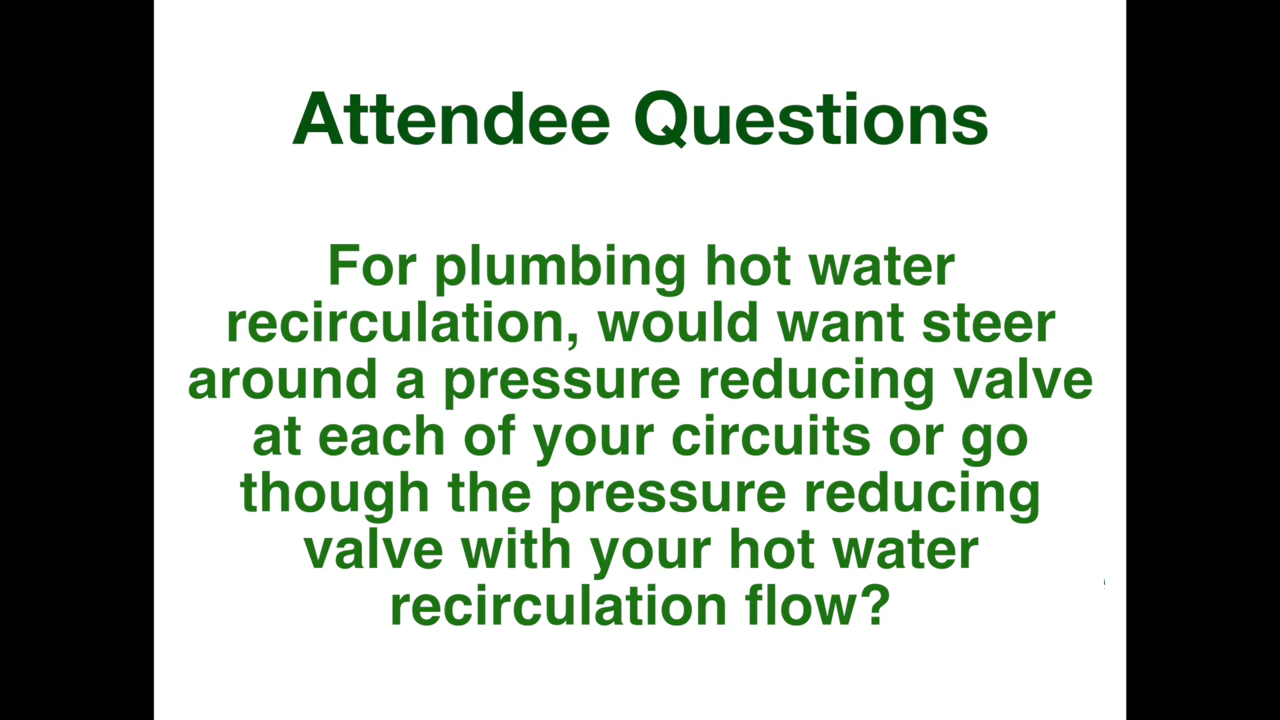 Attendee Questions
For plumbing hot water
recirculation, would want steer
around a pressure reducing valve
at each of your circuits or go
though the pressure reducing
valve with your hot water
recirculation flow?